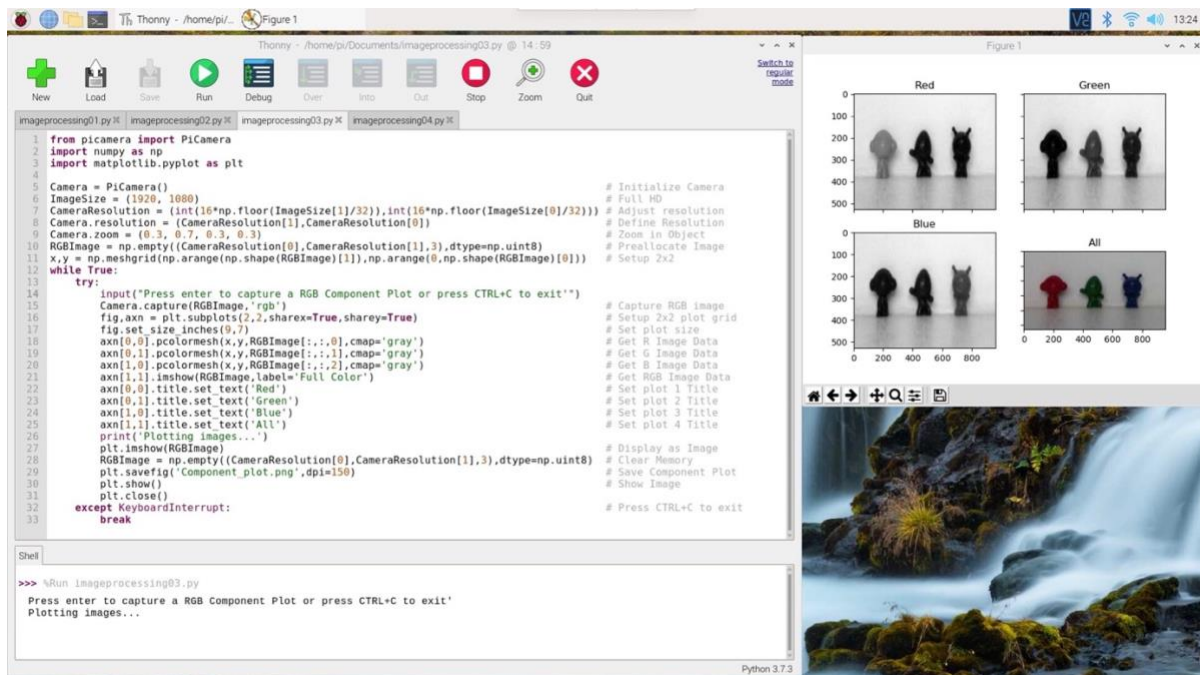 Thonny - /home/pi/...
Figure 1
13:24
Thonny - /home/pi/Documents/imageprocessing03.py @ 14 : 59
New Load Save Run Debug Over Into Out Stop Zoom Quit
Switch to
regular
mode
imageprocessing01.py imageprocessing02.py imageprocessing03.py imageprocessing04.py
1 from picamera import PiCamera
2 import numpy as np
3 import matplotlib.pyplot as plt
4
5 Camera = PiCamera() # Initialize Camera
6 ImageSize = (1920, 1080) # Full HD
7 CameraResolution = (int(16*np.floor(ImageSize[1]/32)),int(16*np.floor(ImageSize[0]/32))) # Adjust resolution
8 Camera.resolution = (CameraResolution[1],CameraResolution[0]) # Define Resolution
9 Camera.zoom = (0.3, 0.7, 0.3, 0.3) # Zoom in Object
10 RGBImage = np.empty((CameraResolution[0],CameraResolution[1],3),dtype=np.uint8) # Preallocate Image
11 x,y = np.meshgrid(np.arange(np.shape(RGBImage)[1]),np.arange(0,np.shape(RGBImage)[0])) # Setup 2x2
12 while True:
13 try:
14 input("Press enter to capture a RGB Component Plot or press CTRL+C to exit'")
15 Camera.capture(RGBImage,'rgb') # Capture RGB image
16 fig,axn = plt.subplots(2,2,sharex=True,sharey=True) # Setup 2x2 plot grid
17 fig.set_size_inches(9,7) # Set plot size
18 axn[0,0].pcolormesh(x,y,RGBImage[:,:,0],cmap='gray') # Get R Image Data
19 axn[0,1].pcolormesh(x,y,RGBImage[:,:,1],cmap='gray') # Get G Image Data
20 axn[1,0].pcolormesh(x,y,RGBImage[:,:,2],cmap='gray') # Get B Image Data
21 axn[1,1].imshow(RGBImage,label='Full Color') # Get RGB Image Data
22 axn[0,0].title.set_text('Red') # Set plot 1 Title
23 axn[0,1].title.set_text('Green') # Set plot 2 Title
24 axn[1,0].title.set_text('Blue') # Set plot 3 Title
25 axn[1,1].title.set_text('All') # Set plot 4 Title
26 print('Plotting images...')
27 plt.imshow(RGBImage) # Display as Image
28 RGBImage = np.empty((CameraResolution[0],CameraResolution[1],3),dtype=np.uint8) # Clear Memory
29 plt.savefig('Component_plot.png',dpi=150) # Save Component Plot
30 plt.show() # Show Image
31 plt.close()
32 except KeyboardInterrupt: # Press CTRL+C to exit
33 break
Shell
>>> %Run imageprocessing03.py
Press enter to capture a RGB Component Plot or press CTRL+C to exit'
Plotting images...
Python 3.7.3
Figure 1
Red
0
100
200
300
400
500
Green
Blue
0
100
200
300
400
500
0 200 400 600 800
All
0 200 400 600 800